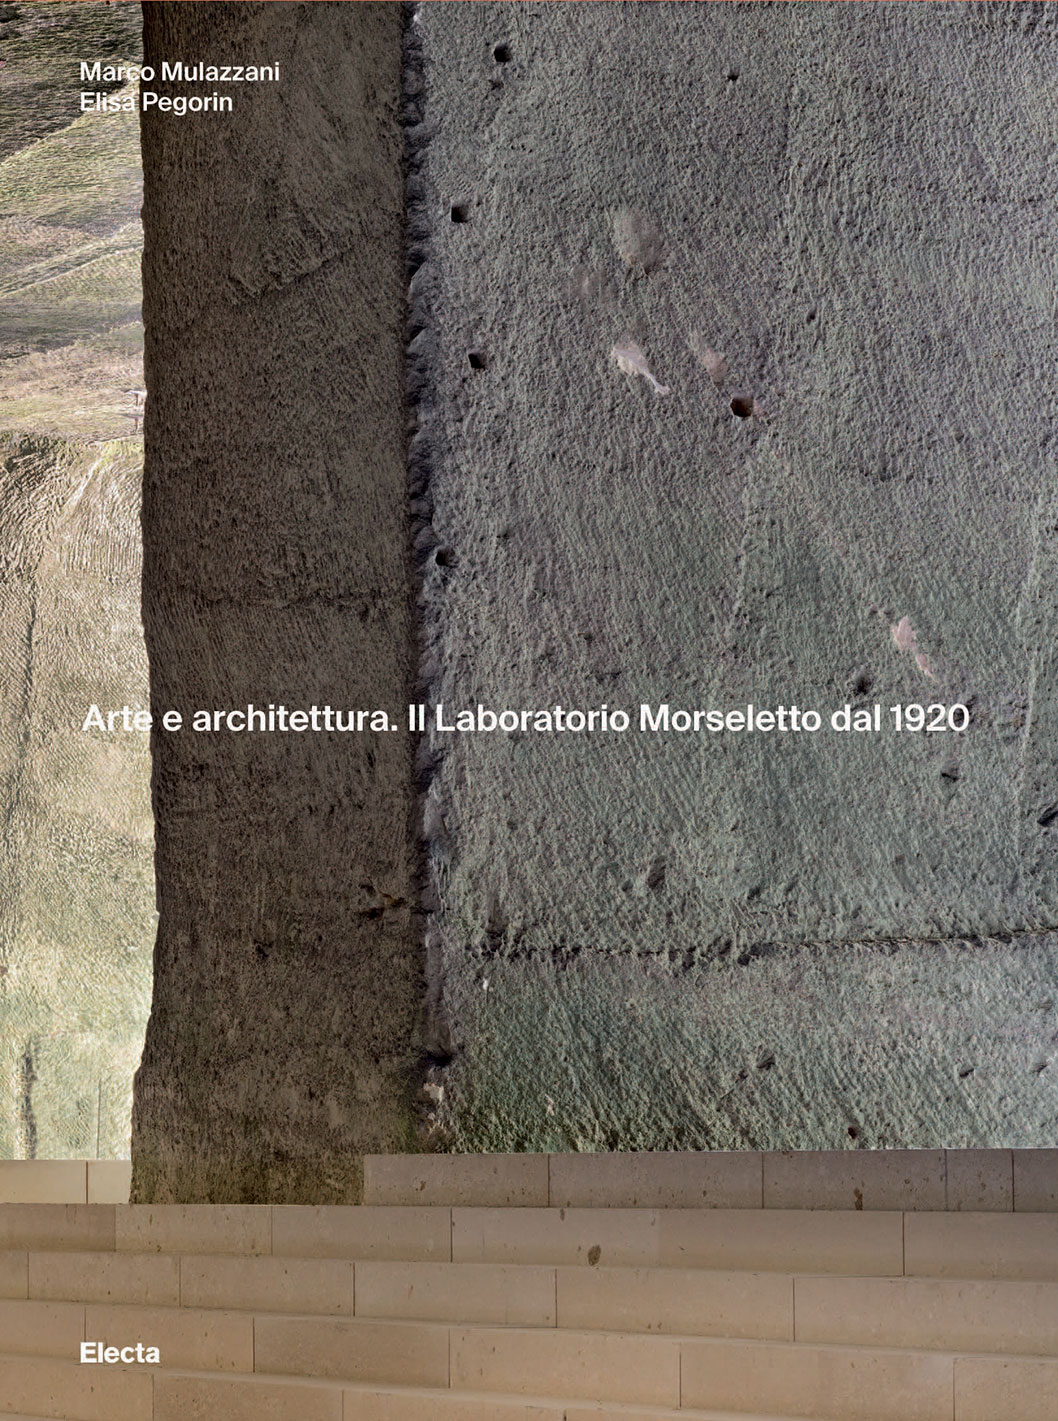 Marco Mulazzani
Elisa Pegorin
Arte e architettura. Il Laboratorio Morseletto dal 1920
Electa